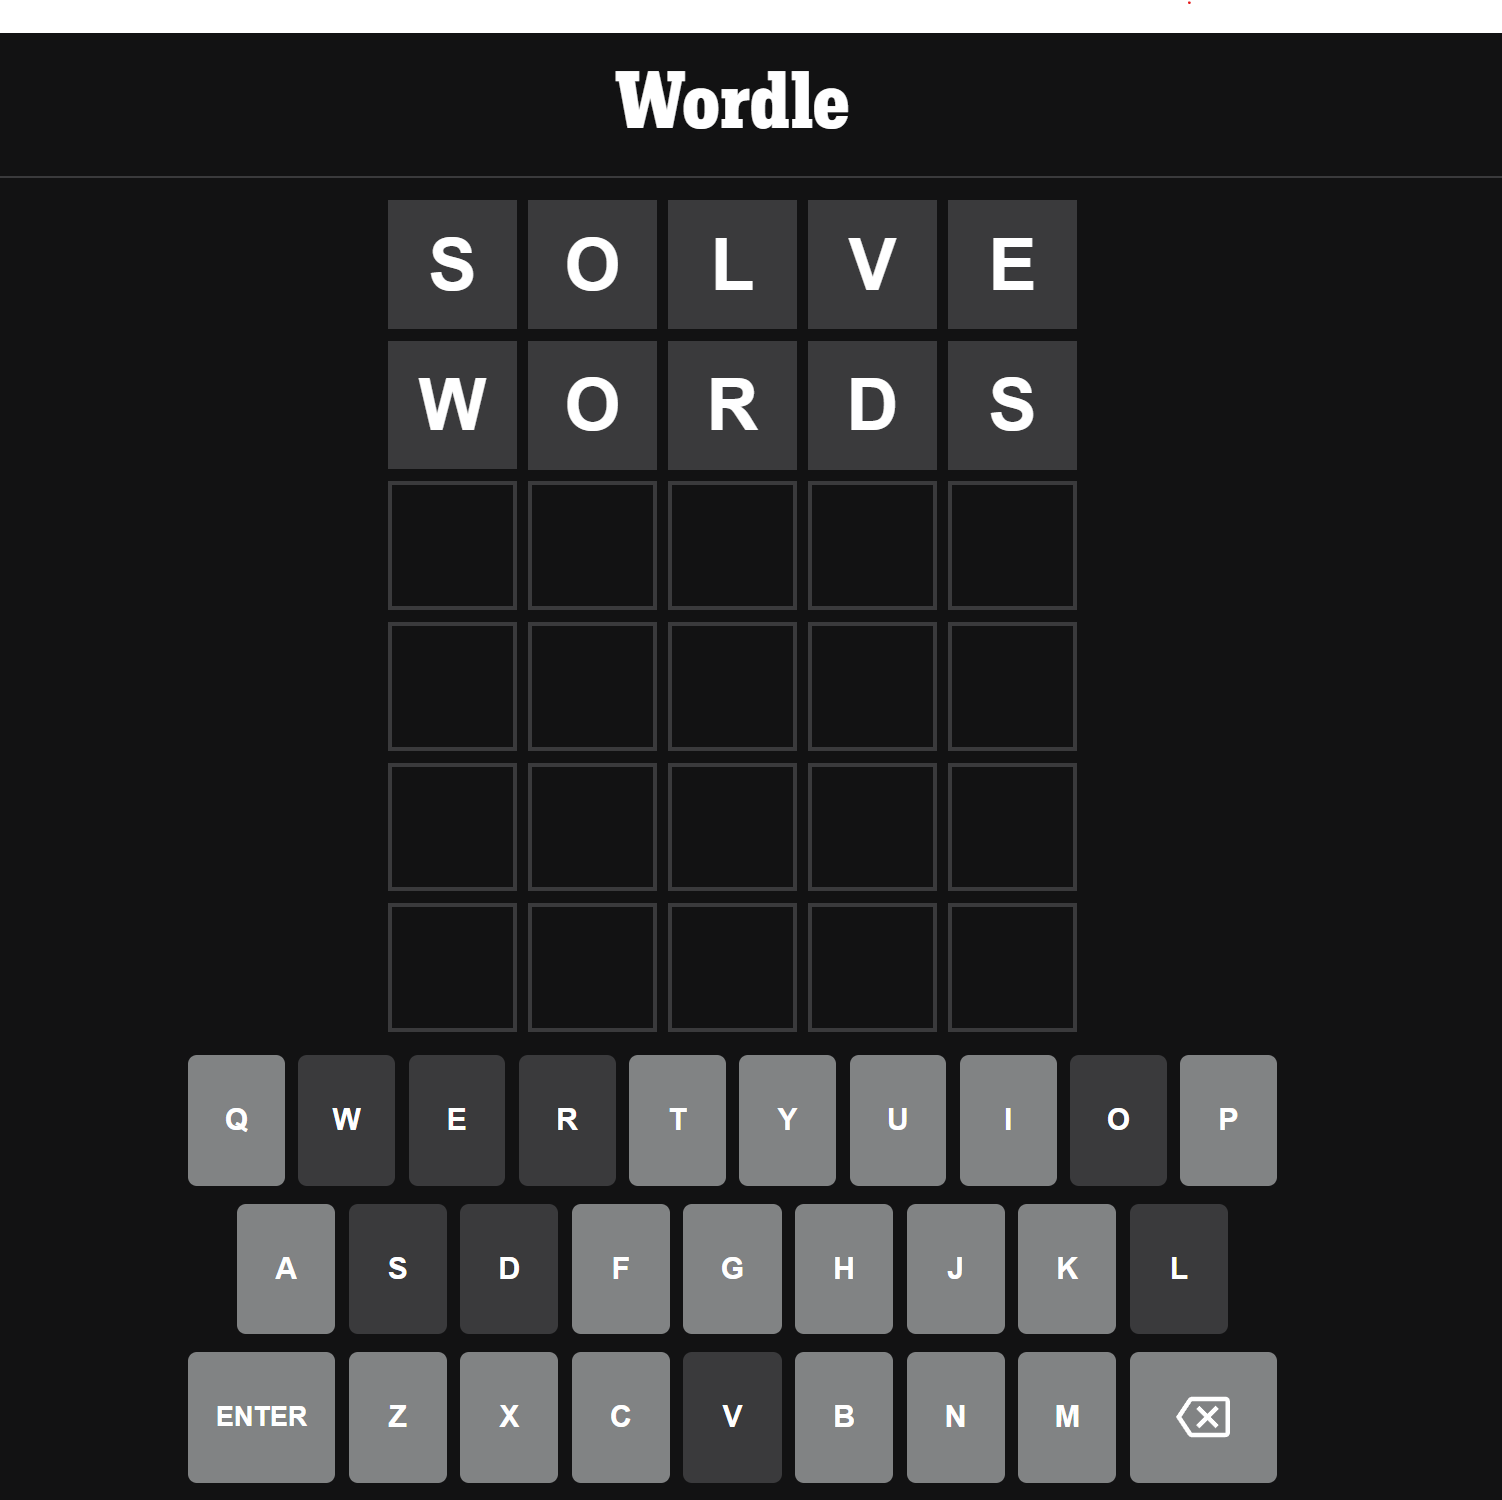 Wordle
S O L V E
W O R D S
Q W E R T Y U I O P
A S D F G H J K L
ENTER Z X C V B N M